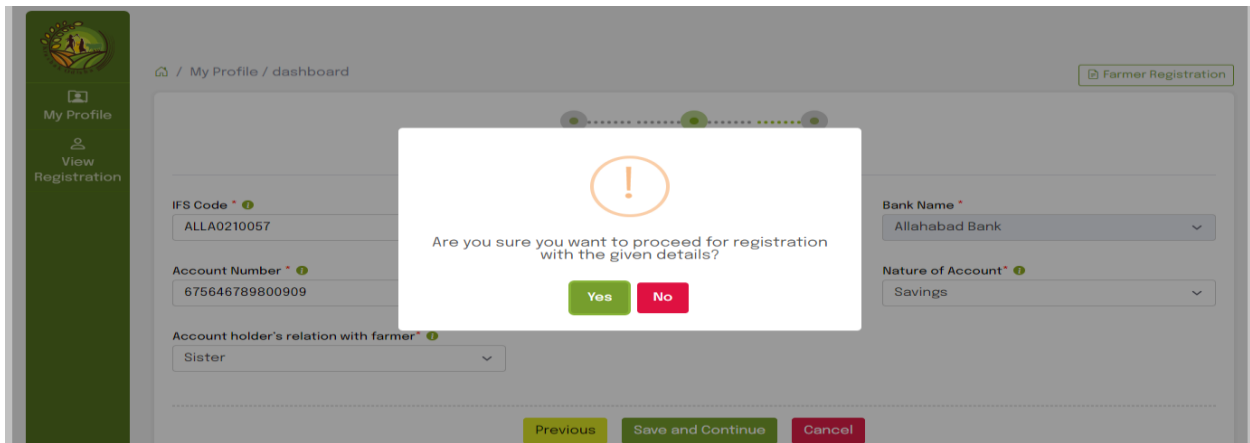 / My Profile / dashboard
Farmer Registration
My Profile
View
Registration
!
Are you sure you want to proceed for registration
with the given details?
Yes No
IFS Code *
ALLA0210057
Bank Name *
Allahabad Bank
Account Number *
675646789800909
Nature of Account*
Savings
Account holder's relation with farmer*
Sister
Previous Save and Continue Cancel